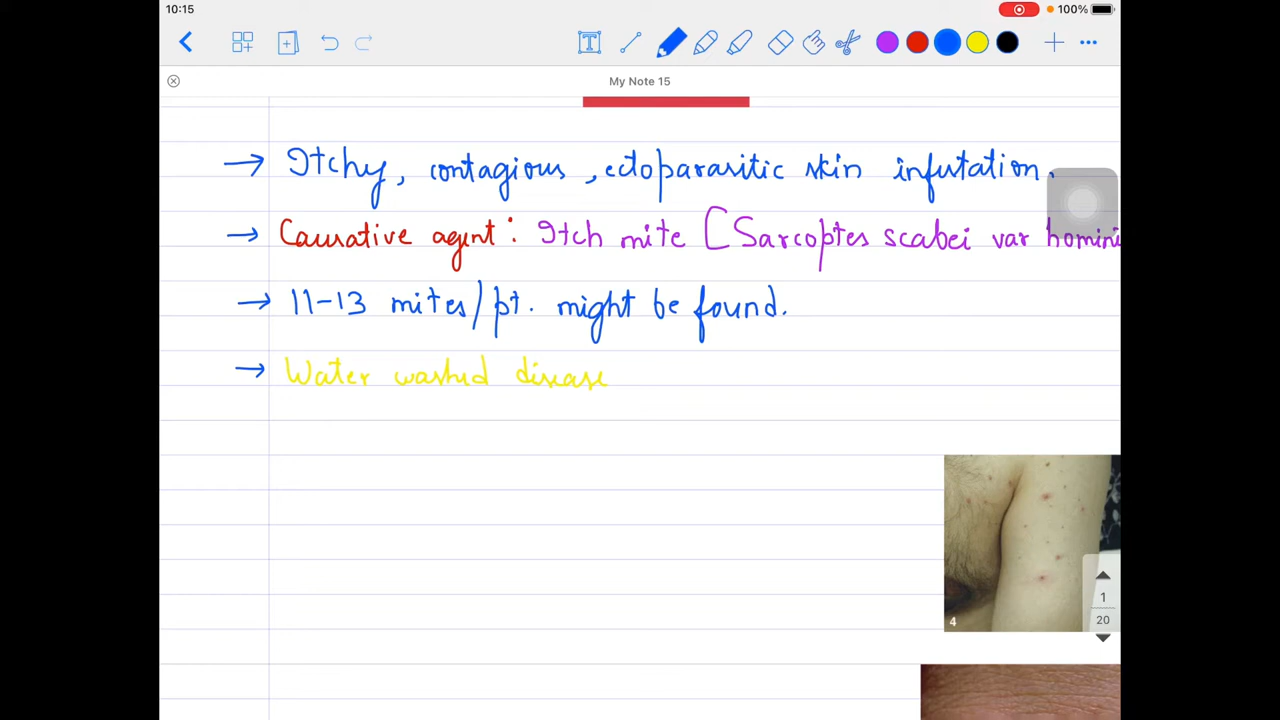 10:15
100%
My Note 15
→ Itchy, contagious, ectoparasitic skin infestation.
→ Causative agent: Itch mite [Sarcoptes scabei var homini
→ 11-13 mites/pt. might be found.
→ Water washed disease
4
1
20